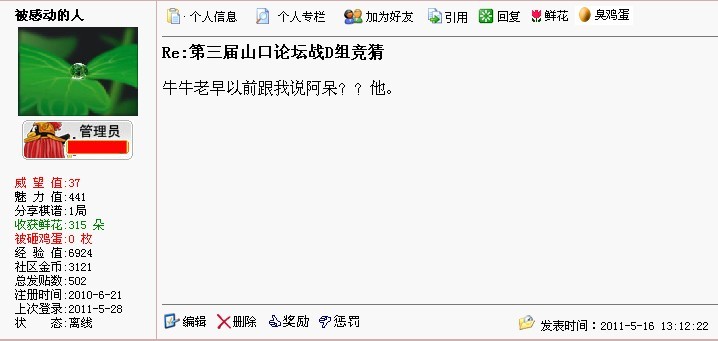 被感动的人
个人信息 个人专栏 加为好友 引用 回复 鲜花 臭鸡蛋
Re:第三届山口论坛战D组竞猜
牛牛老早以前跟我说阿呆？？他。
管理员
威 望 值:37
魅 力 值:441
分享棋谱:1局
收获鲜花:315 朵
被砸鸡蛋:0 枚
经 验 值:6924
社区金币:3121
总发贴数:502
注册时间:2010-6-21
上次登录:2011-5-28
状 态:离线
编辑 删除 奖励 惩罚 发表时间：2011-5-16 13:12:22